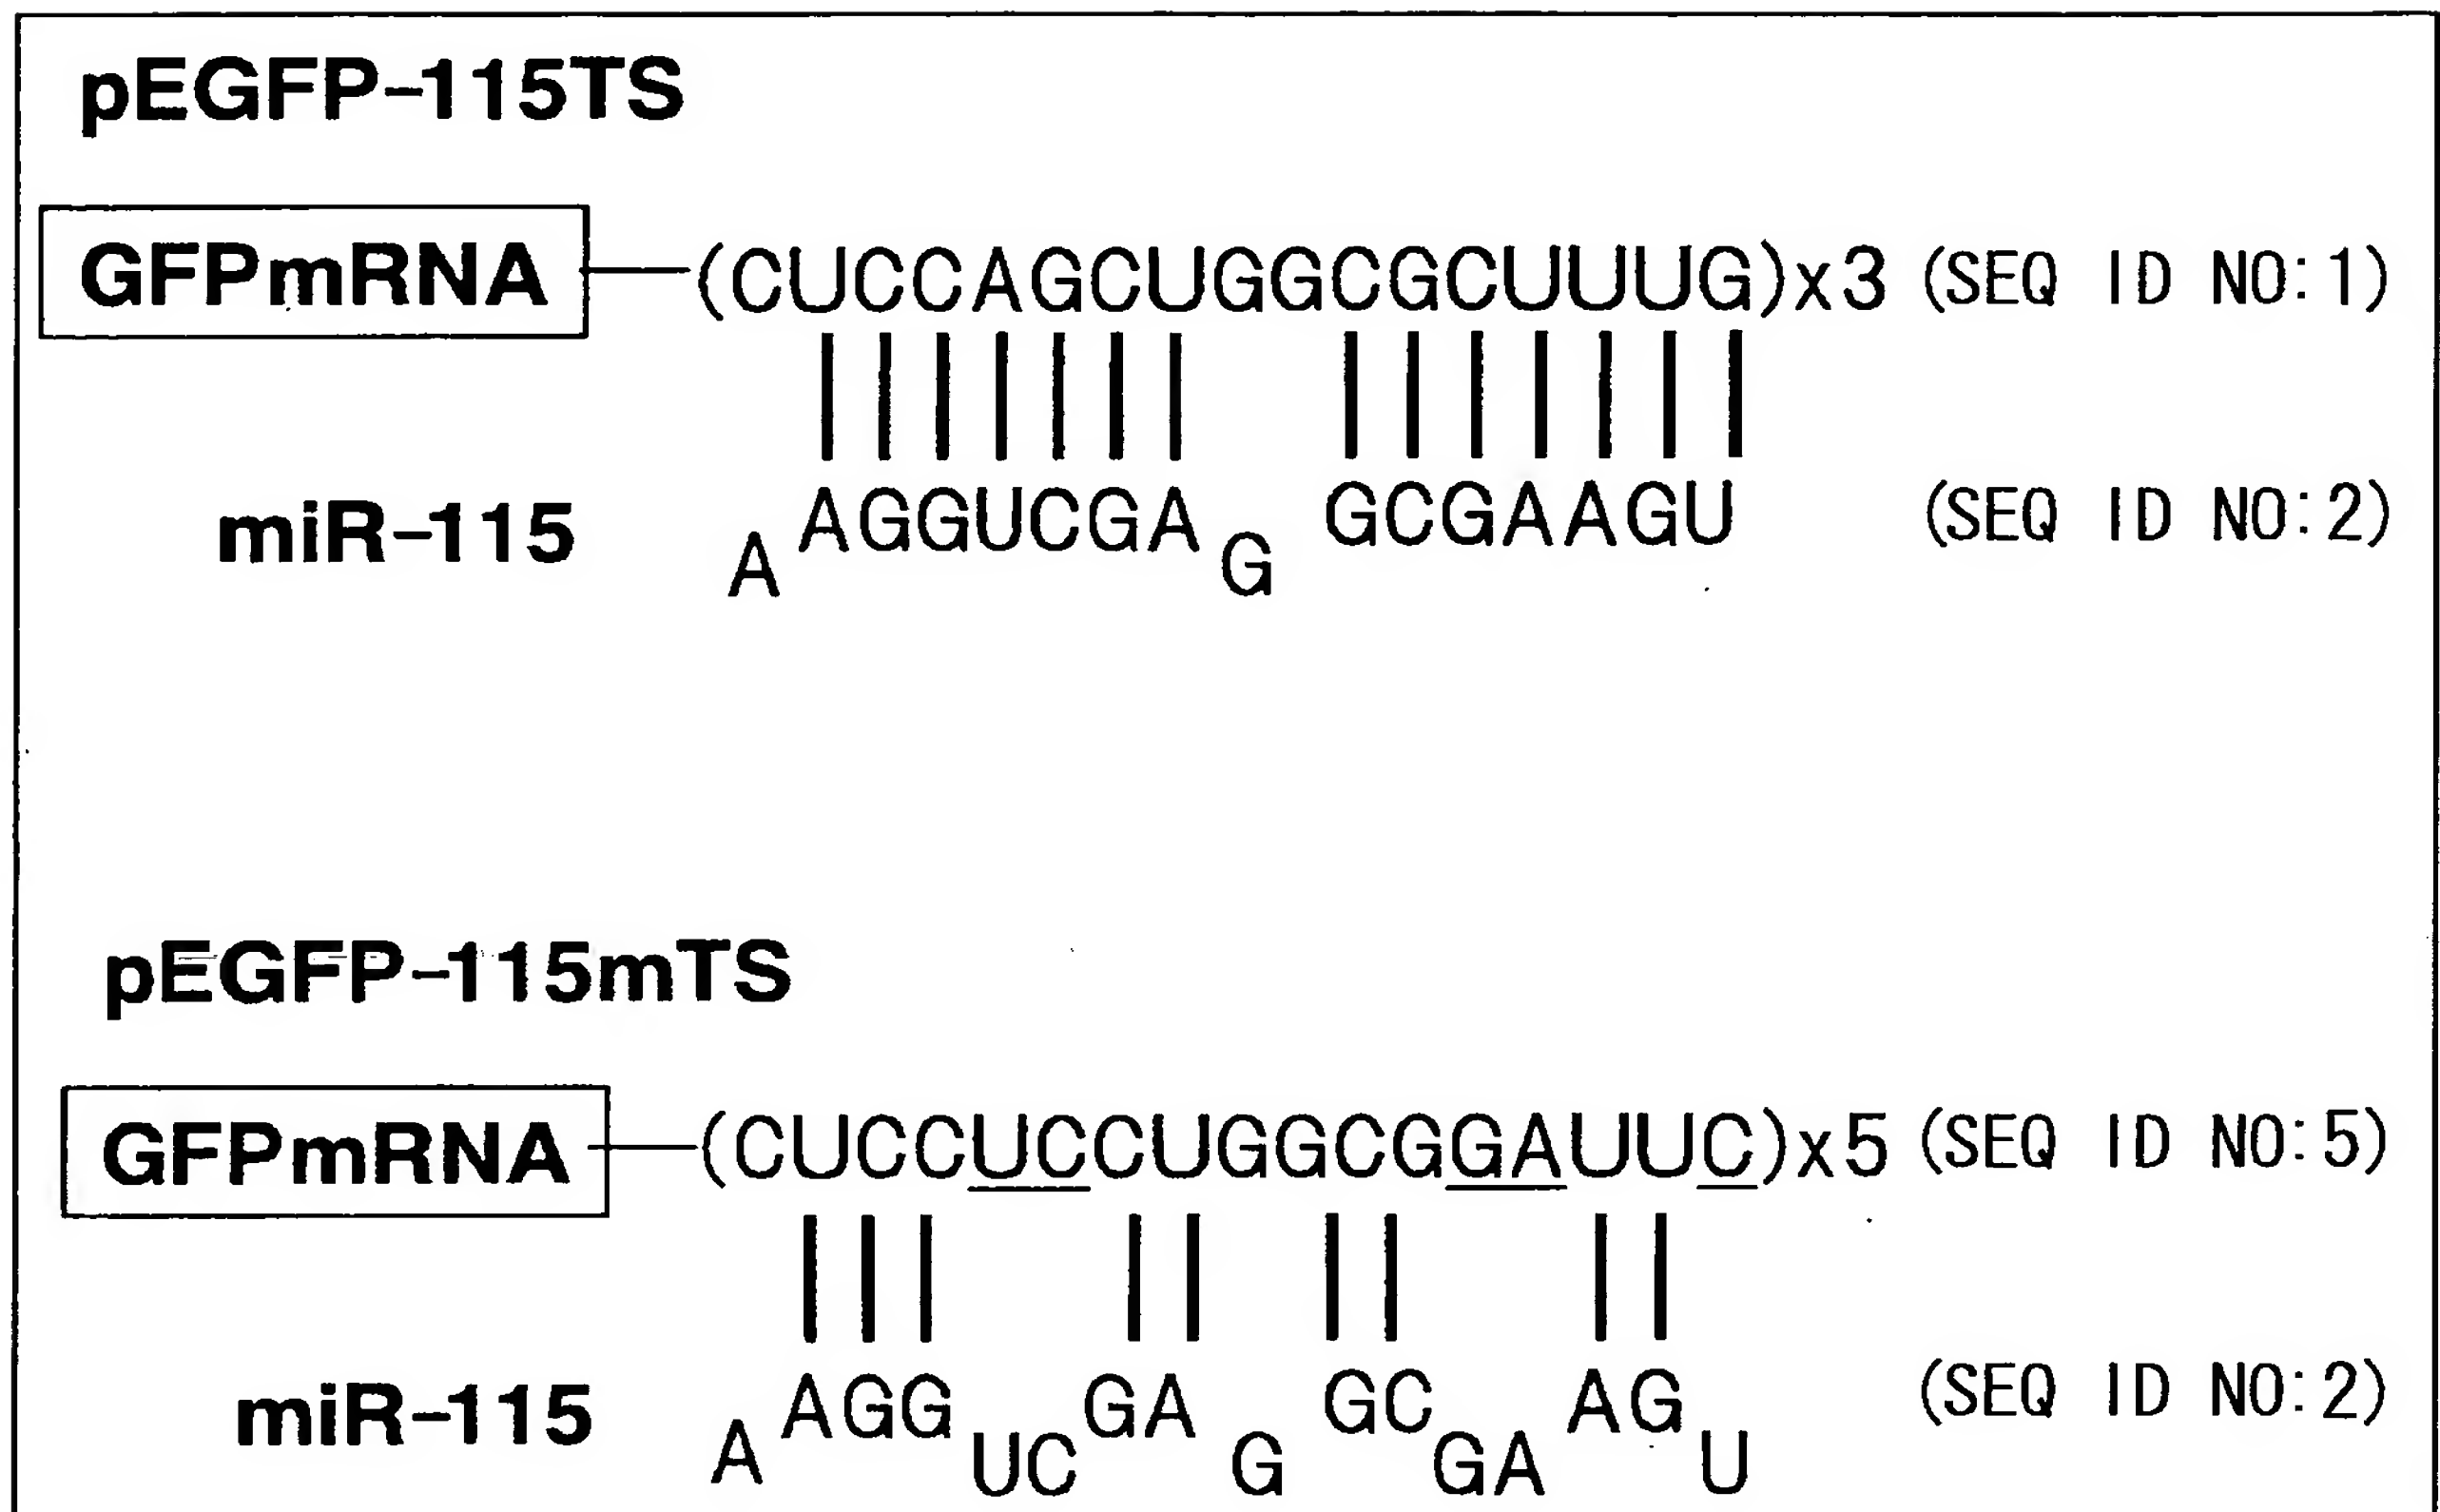 pEGFP-115TS
GFPmRNA (CUCCAGCUGGCGCUUUG)x3 (SEQ ID NO:1)
miR-115 A AGGUCGA G GCGAAGU (SEQ ID NO:2)
pEGFP-115mTS
GFPmRNA (CUCCUCCUGGCGGAUUC)x5 (SEQ ID NO:5)
miR-115 A AGG UC GA G GC GA AG U (SEQ ID NO:2)